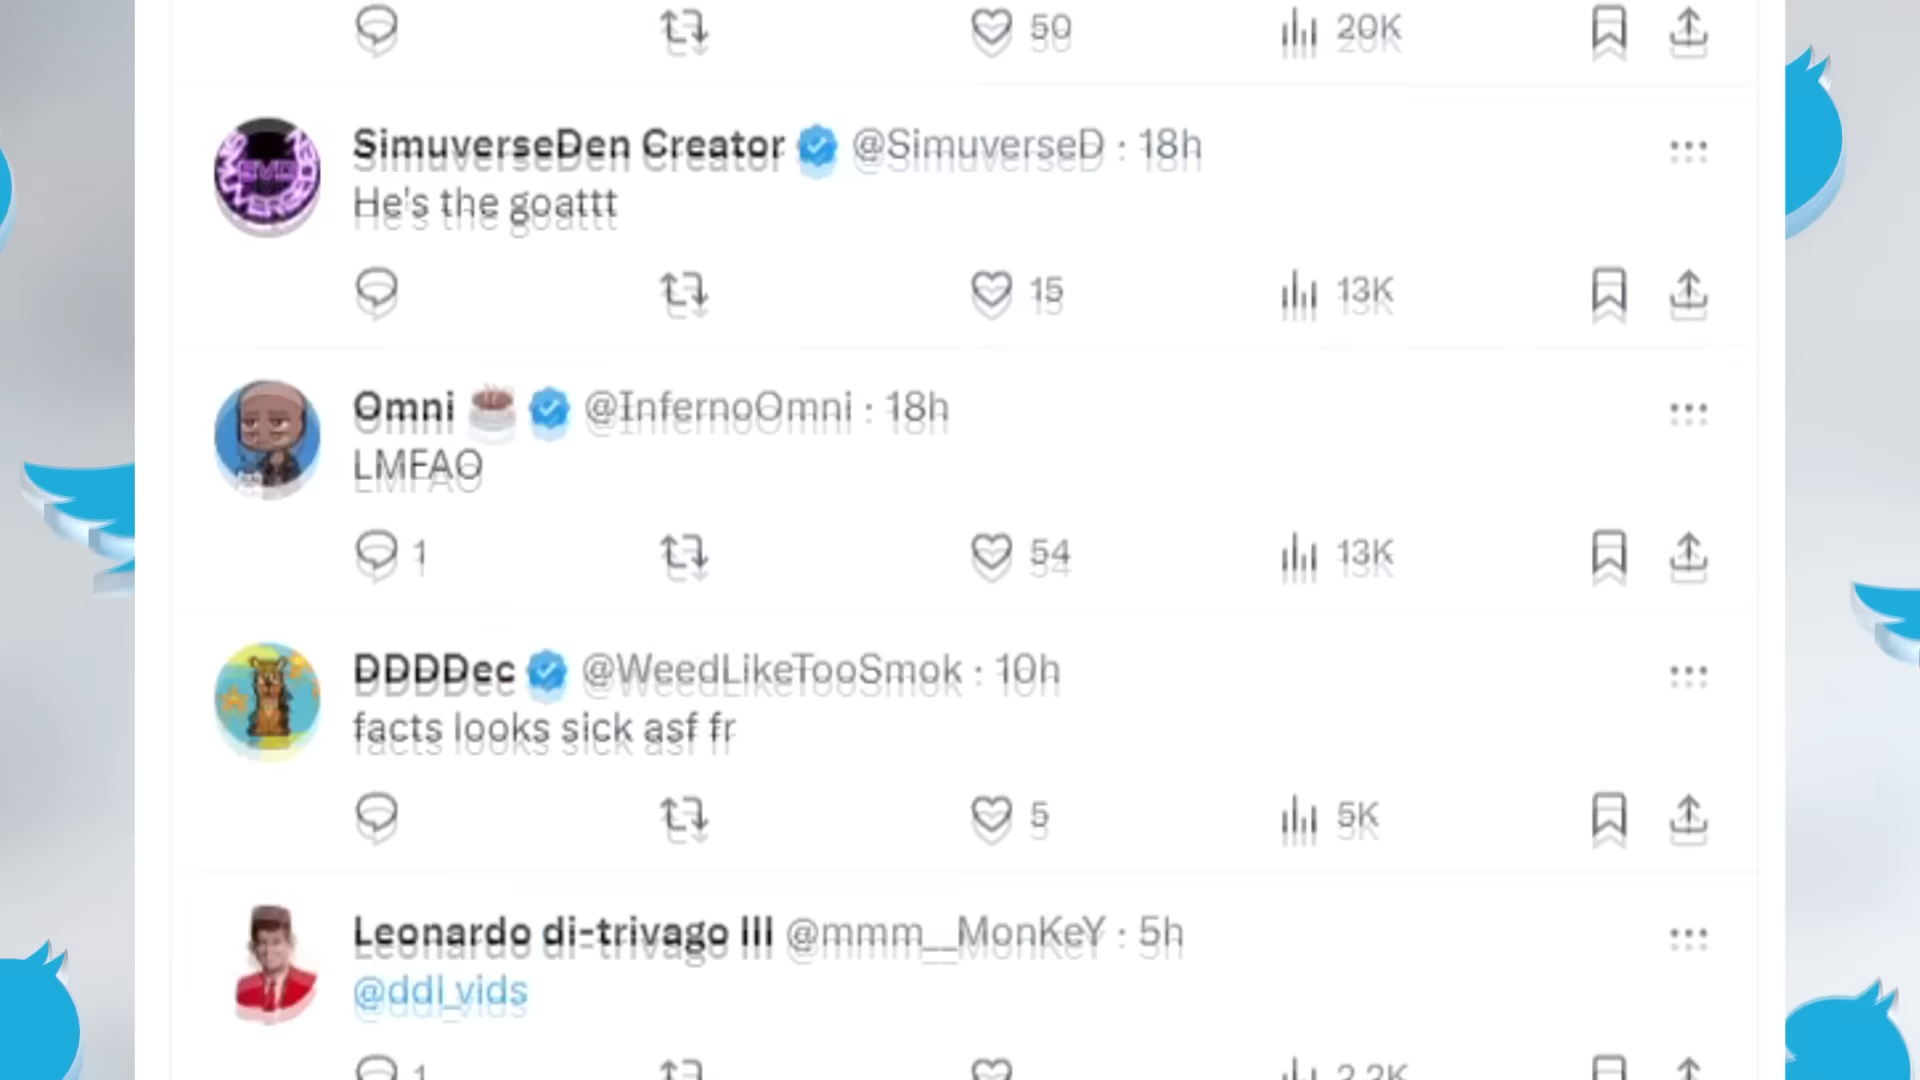 50 20K
SimuverseDen Creator @SimuverseD · 18h
He's the goattt
15 13K
Omni @InfernoOmni · 18h
LMFAO
1 54 13K
DDDDec @WeedLikeTooSmok · 10h
facts looks sick asf fr
5 5K
Leonardo di-trivago III @mmm__MonKeY · 5h
@ddl_vids
1 2.2K